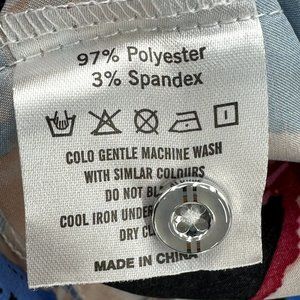 97% Polyester
3% Spandex
COLD GENTLE MACHINE WASH
WITH SIMLAR COLOURS
DO NOT
COOL IRON UNDER
DRY
MADE IN CHINA